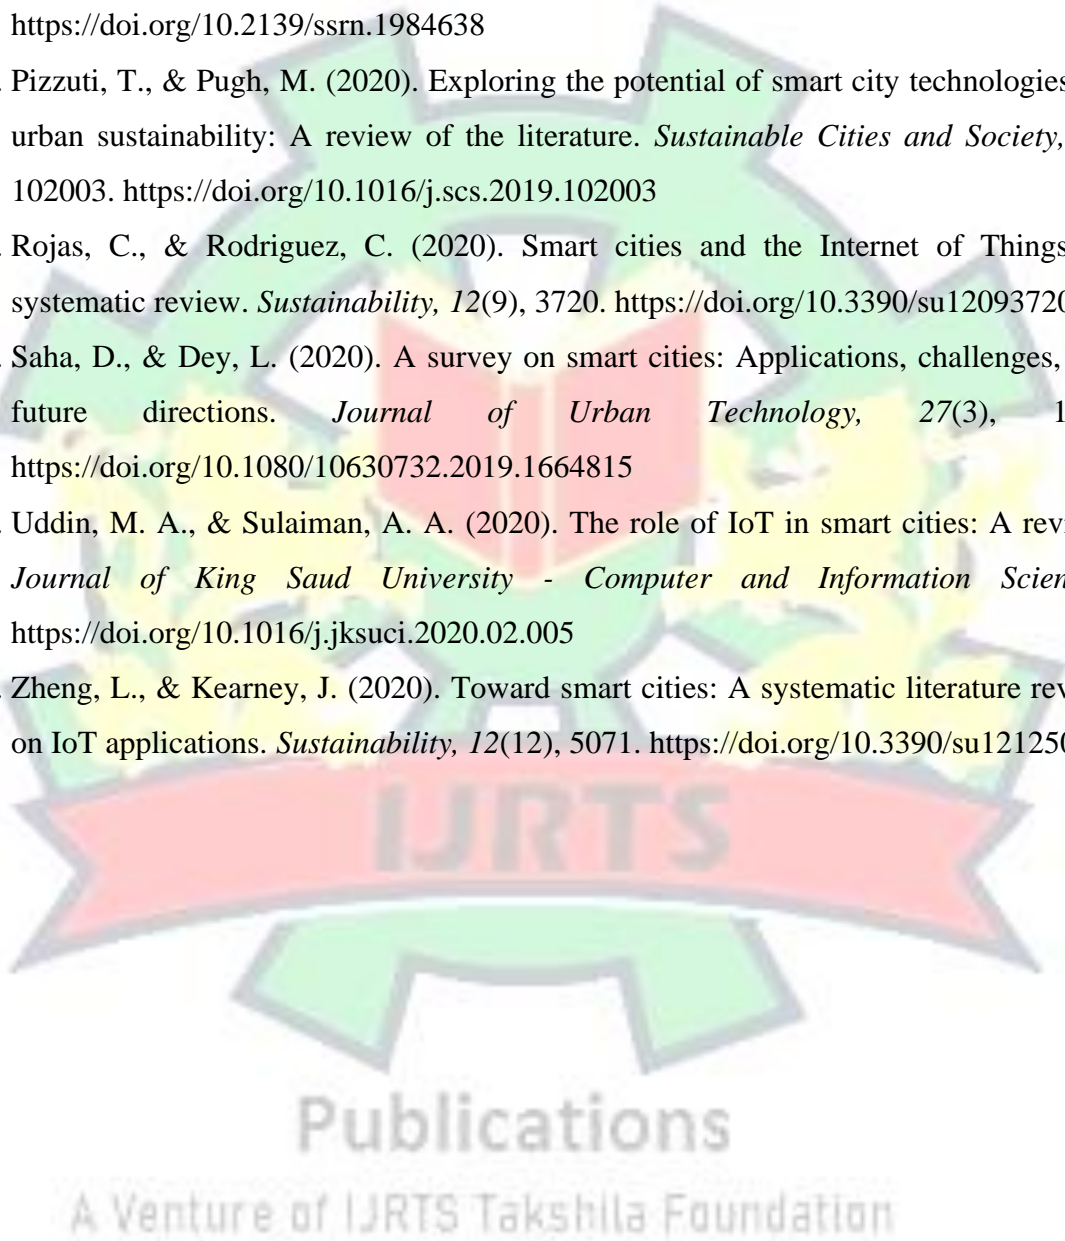 https://doi.org/10.2139/ssrn.1984638
. Pizzuti, T., & Pugh, M. (2020). Exploring the potential of smart city technologies
urban sustainability: A review of the literature. Sustainable Cities and Society,
102003. https://doi.org/10.1016/j.scs.2019.102003
. Rojas, C., & Rodriguez, C. (2020). Smart cities and the Internet of Things
systematic review. Sustainability, 12(9), 3720. https://doi.org/10.3390/su12093720
. Saha, D., & Dey, L. (2020). A survey on smart cities: Applications, challenges,
future directions. Journal of Urban Technology, 27(3), 1
https://doi.org/10.1080/10630732.2019.1664815
. Uddin, M. A., & Sulaiman, A. A. (2020). The role of IoT in smart cities: A revi
Journal of King Saud University - Computer and Information Scien
https://doi.org/10.1016/j.jksuci.2020.02.005
. Zheng, L., & Kearney, J. (2020). Toward smart cities: A systematic literature rev
on IoT applications. Sustainability, 12(12), 5071. https://doi.org/10.3390/su121250
IJRTS
Publications
A Venture of IJRTS Takshila Foundation